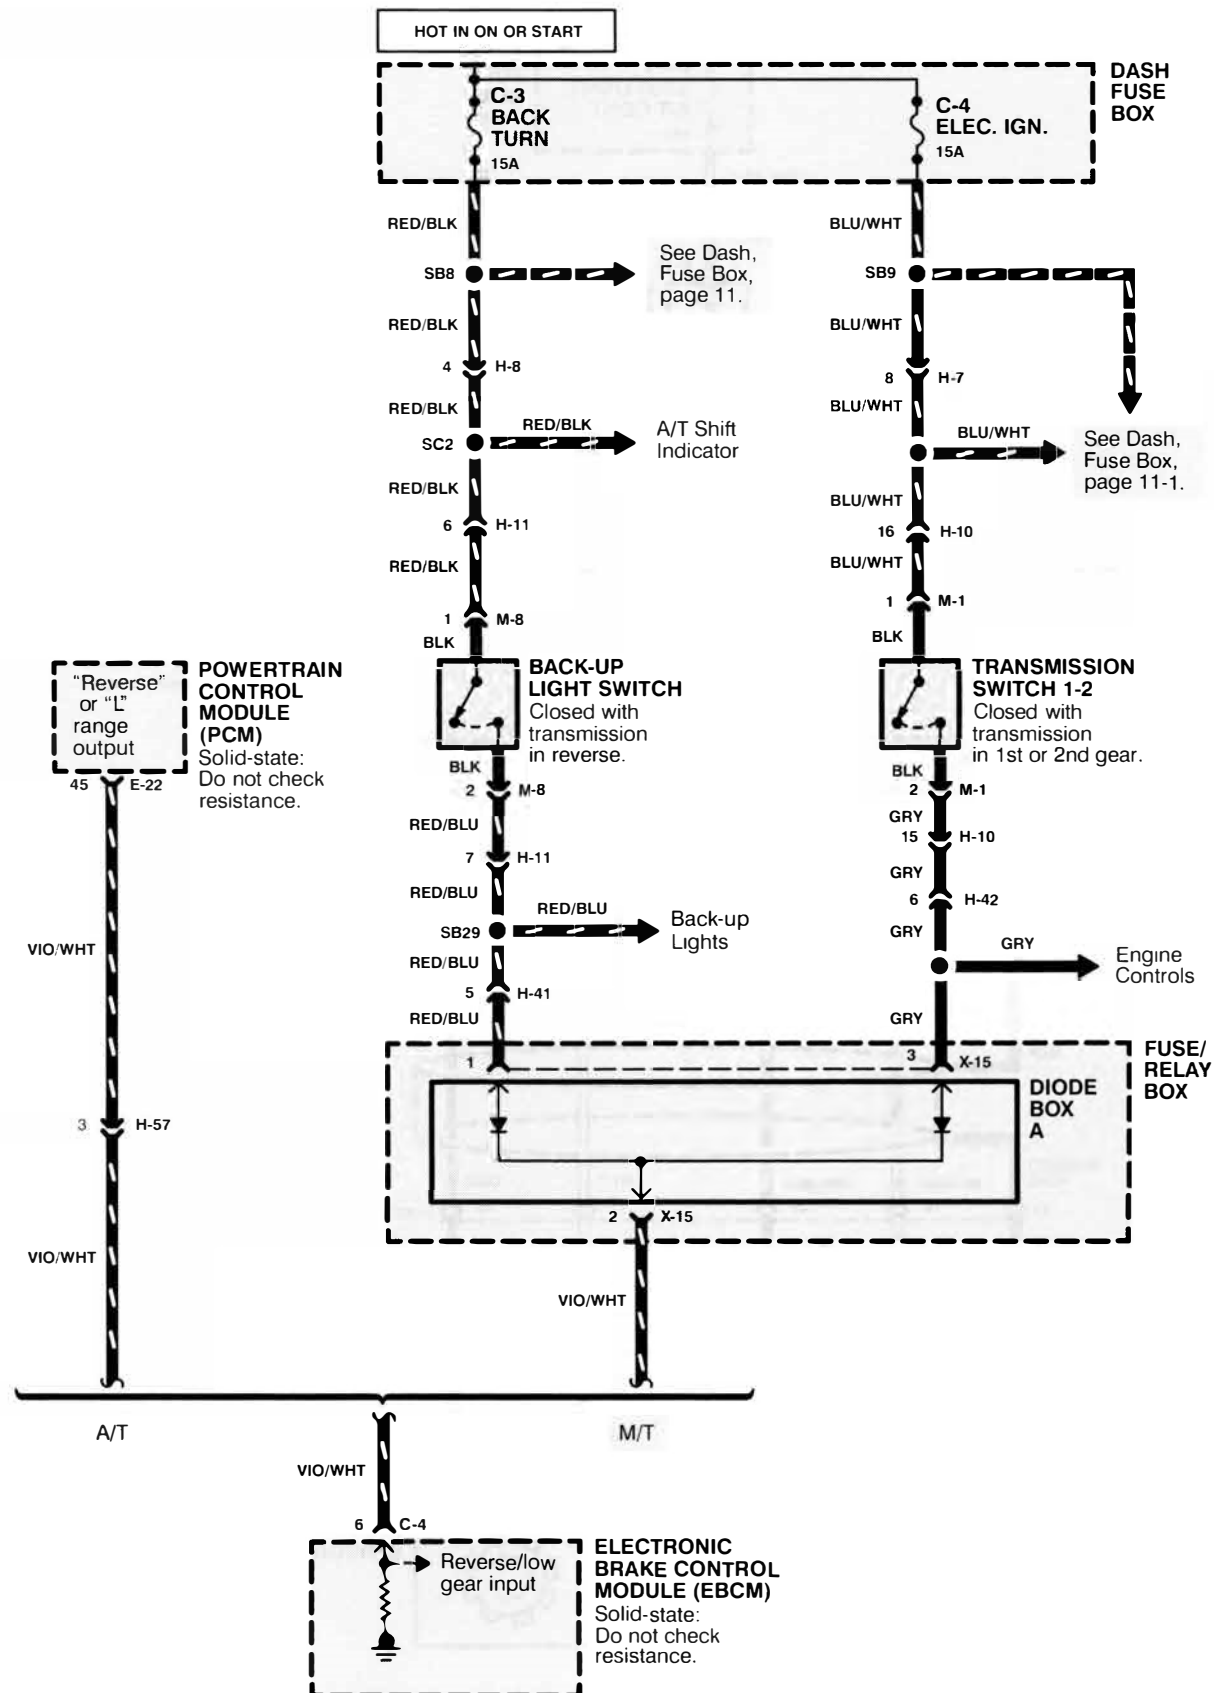 HOT IN ON OR START
DASH
FUSE
BOX
C-3
BACK
TURN
15A
C-4
ELEC. IGN.
15A
RED/BLK
BLU/WHT
SB8
See Dash,
Fuse Box,
page 11.
SB9
RED/BLK
BLU/WHT
4
H-8
8
H-7
RED/BLK
BLU/WHT
SC2
RED/BLK
A/T Shift
Indicator
BLU/WHT
See Dash,
Fuse Box,
page 11-1.
RED/BLK
BLU/WHT
6
H-11
16
H-10
RED/BLK
BLU/WHT
1
M-8
1
M-1
BLK
BLK
"Reverse"
or "L"
range
output
POWERTRAIN
CONTROL
MODULE
(PCM)
Solid-state:
Do not check
resistance.
BACK-UP
LIGHT SWITCH
Closed with
transmission
in reverse.
TRANSMISSION
SWITCH 1-2
Closed with
transmission
in 1st or 2nd gear.
45
E-22
BLK
BLK
2
M-8
2
M-1
RED/BLU
GRY
7
H-11
15
H-10
RED/BLU
GRY
6
H-42
SB29
RED/BLU
Back-up
Lights
GRY
GRY
Engine
Controls
VIO/WHT
RED/BLU
5
H-41
RED/BLU
GRY
1
3
X-15
FUSE/
RELAY
BOX
DIODE
BOX
A
3
H-57
2
X-15
VIO/WHT
VIO/WHT
A/T
M/T
VIO/WHT
6
C-4
Reverse/low
gear input
ELECTRONIC
BRAKE CONTROL
MODULE (EBCM)
Solid-state:
Do not check
resistance.